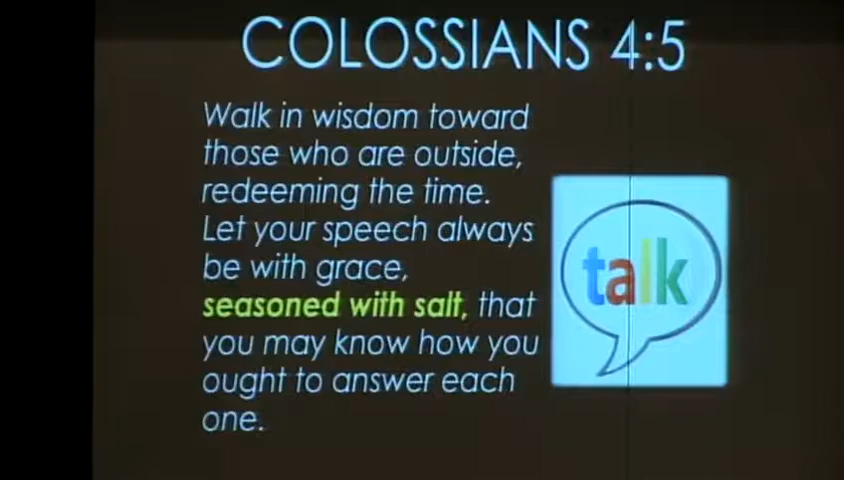 COLOSSIANS 4:5
Walk in wisdom toward
those who are outside,
redeeming the time.
Let your speech always
be with grace,
seasoned with salt, that
you may know how you
ought to answer each
one.
talk